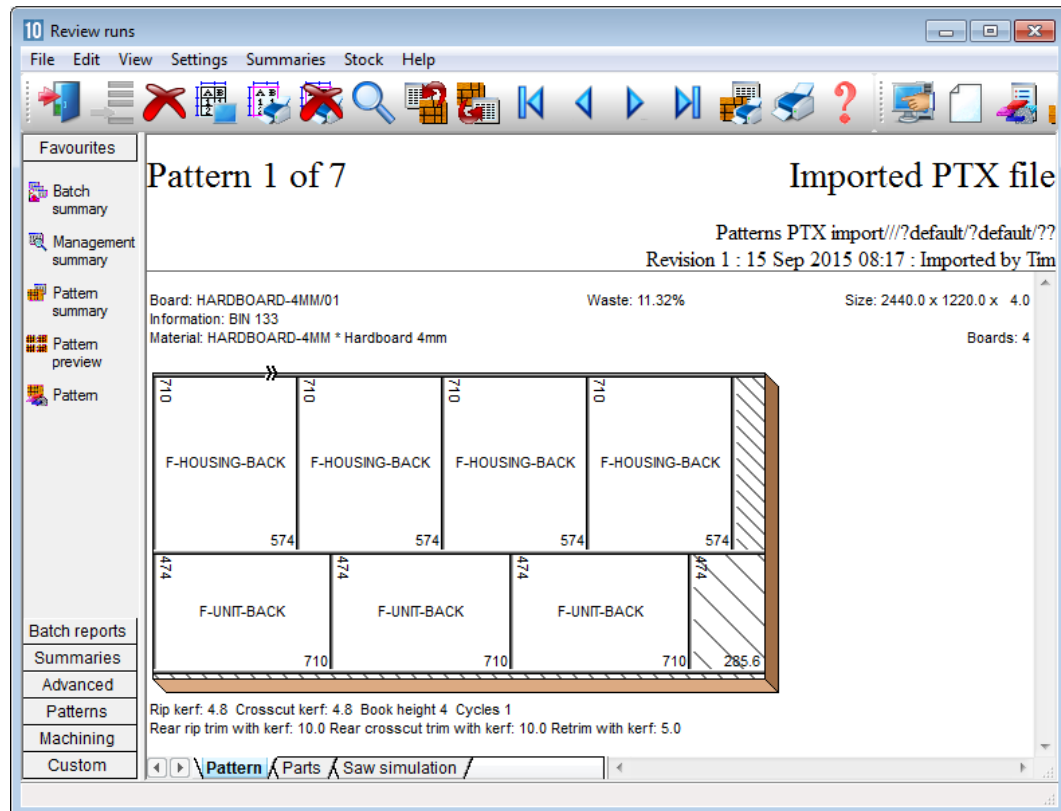 10 Review runs
File Edit View Settings Summaries Stock Help
Favourites
Batch
summary
Management
summary
Pattern
summary
Pattern
preview
Pattern
Batch reports
Summaries
Advanced
Patterns
Machining
Custom
Pattern 1 of 7 Imported PTX file
Patterns PTX import///?default/?default/??
Revision 1 : 15 Sep 2015 08:17 : Imported by Tim
Board: HARDBOARD-4MM/01 Waste: 11.32% Size: 2440.0 x 1220.0 x 4.0
Information: BIN 133
Material: HARDBOARD-4MM * Hardboard 4mm Boards: 4
710 710 710 710
F-HOUSING-BACK F-HOUSING-BACK F-HOUSING-BACK F-HOUSING-BACK
574 574 574 574
474 474 474 474
F-UNIT-BACK F-UNIT-BACK F-UNIT-BACK
710 710 710 285.6
Rip kerf: 4.8 Crosscut kerf: 4.8 Book height 4 Cycles 1
Rear rip trim with kerf: 10.0 Rear crosscut trim with kerf: 10.0 Retrim with kerf: 5.0
Pattern Parts Saw simulation